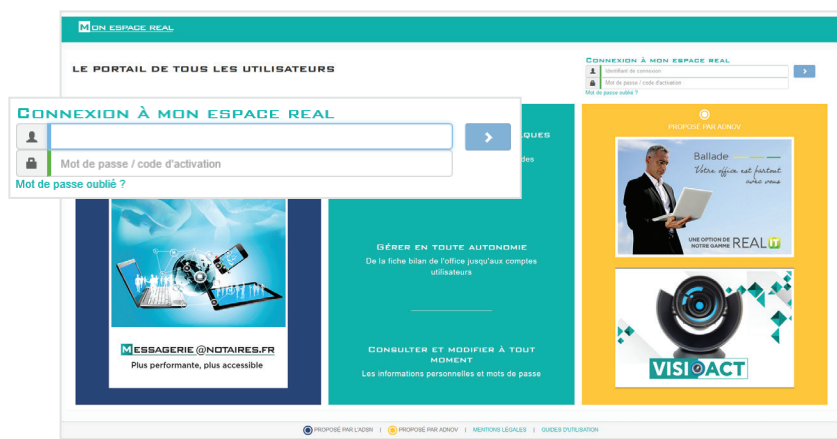 MON ESPACE REAL
LE PORTAIL DE TOUS LES UTILISATEURS
CONNEXION À MON ESPACE REAL
Identifiant de connexion
Mot de passe / code d'activation
Mot de passe oublié ?
CONNEXION À MON ESPACE REAL
Mot de passe / code d'activation
Mot de passe oublié ?
des
MESSAGERIE @NOTAIRES.FR
Plus performante, plus accessible
GÉRER EN TOUTE AUTONOMIE
De la fiche bilan de l'office jusqu'aux comptes
utilisateurs
CONSULTER ET MODIFIER À TOUT
MOMENT
Les informations personnelles et mots de passe
PROPOSÉ PAR ADNOV
Ballade
Votre office est partout
avec vous
UNE OPTION DE
NOTRE GAMME REAL IT
VISIOACT
PROPOSÉ PAR L'ADSN | PROPOSÉ PAR ADNOV | MENTIONS LÉGALES | GUIDES D'UTILISATION